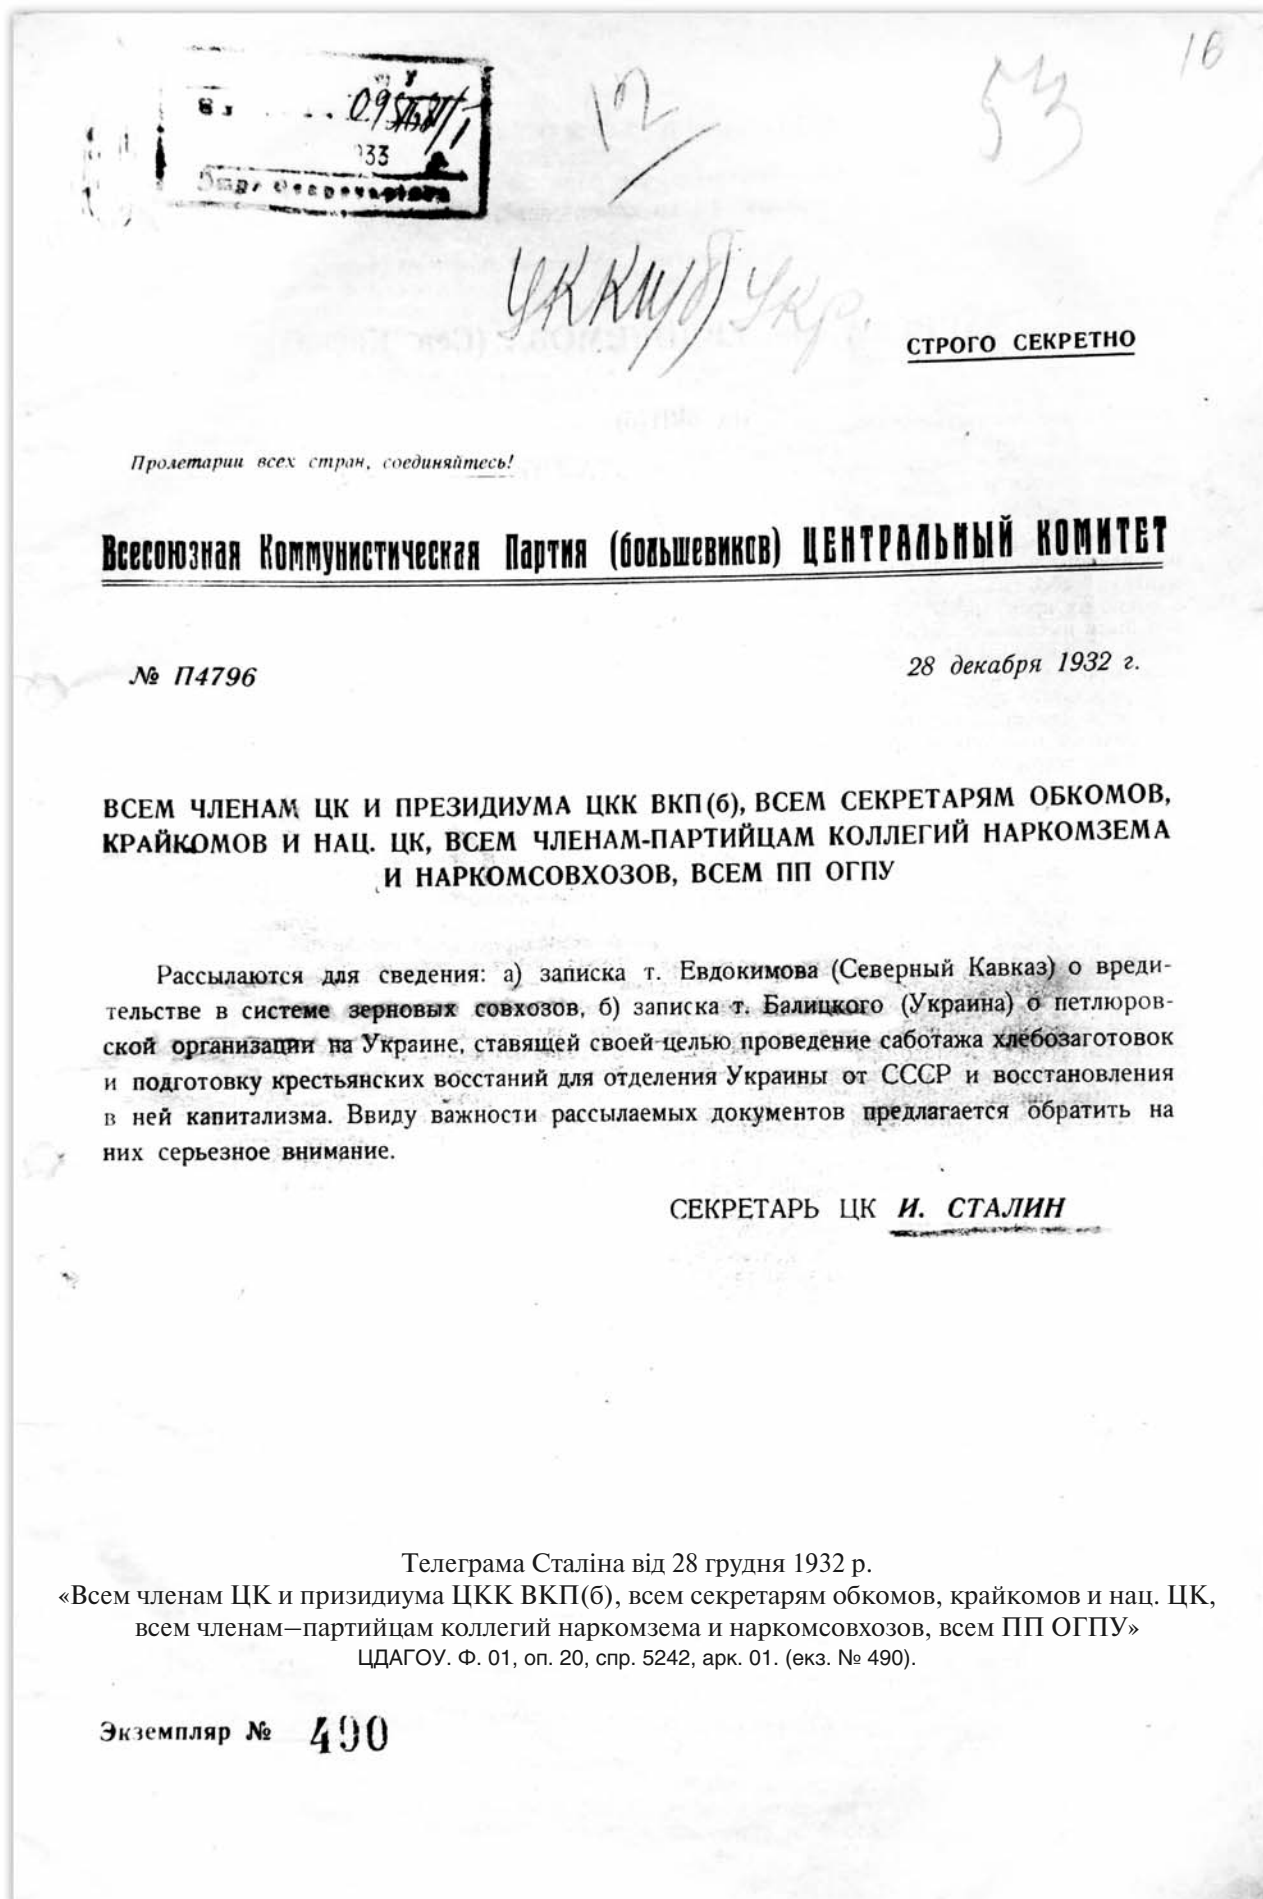 16
53
12
033
ЦККП(б) Укр.
СТРОГО СЕКРЕТНО
Пролетарии всех стран, соединяйтесь!
Всесоюзная Коммунистическая Партия (большевиков) ЦЕНТРАЛЬНЫЙ КОМИТЕТ
№ П4796
28 декабря 1932 г.
ВСЕМ ЧЛЕНАМ ЦК И ПРЕЗИДИУМА ЦКК ВКП(б), ВСЕМ СЕКРЕТАРЯМ ОБКОМОВ,
КРАЙКОМОВ И НАЦ. ЦК, ВСЕМ ЧЛЕНАМ-ПАРТИЙЦАМ КОЛЛЕГИЙ НАРКОМЗЕМА
И НАРКОМСОВХОЗОВ, ВСЕМ ПП ОГПУ
Рассылаются для сведения: а) записка т. Евдокимова (Северный Кавказ) о вреди-
тельстве в системе зерновых совхозов, б) записка т. Балицкого (Украина) о петлюров-
ской организации на Украине, ставящей своей целью проведение саботажа хлебозаготовок
и подготовку крестьянских восстаний для отделения Украины от СССР и восстановления
в ней капитализма. Ввиду важности рассылаемых документов предлагается обратить на
них серьезное внимание.
СЕКРЕТАРЬ ЦК И. СТАЛИН
Телеграма Сталіна від 28 грудня 1932 р.
«Всем членам ЦК и призидиума ЦКК ВКП(б), всем секретарям обкомов, крайкомов и нац. ЦК,
всем членам—партийцам коллегий наркомзема и наркомсовхозов, всем ПП ОГПУ»
ЦДАГОУ. Ф. 01, оп. 20, спр. 5242, арк. 01. (екз. № 490).
Экземпляр № 490